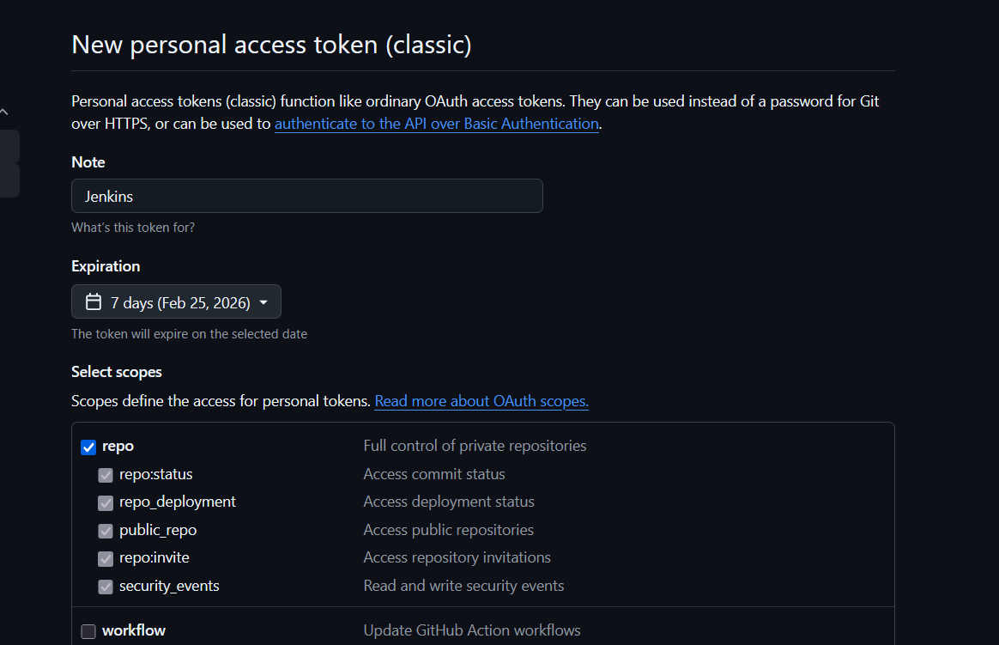 New personal access token (classic)
Personal access tokens (classic) function like ordinary OAuth access tokens. They can be used instead of a password for Git
over HTTPS, or can be used to authenticate to the API over Basic Authentication.
Note
Jenkins
What's this token for?
Expiration
7 days (Feb 25, 2026)
The token will expire on the selected date
Select scopes
Scopes define the access for personal tokens. Read more about OAuth scopes.
repo Full control of private repositories
repo:status Access commit status
repo_deployment Access deployment status
public_repo Access public repositories
repo:invite Access repository invitations
security_events Read and write security events
workflow Update GitHub Action workflows